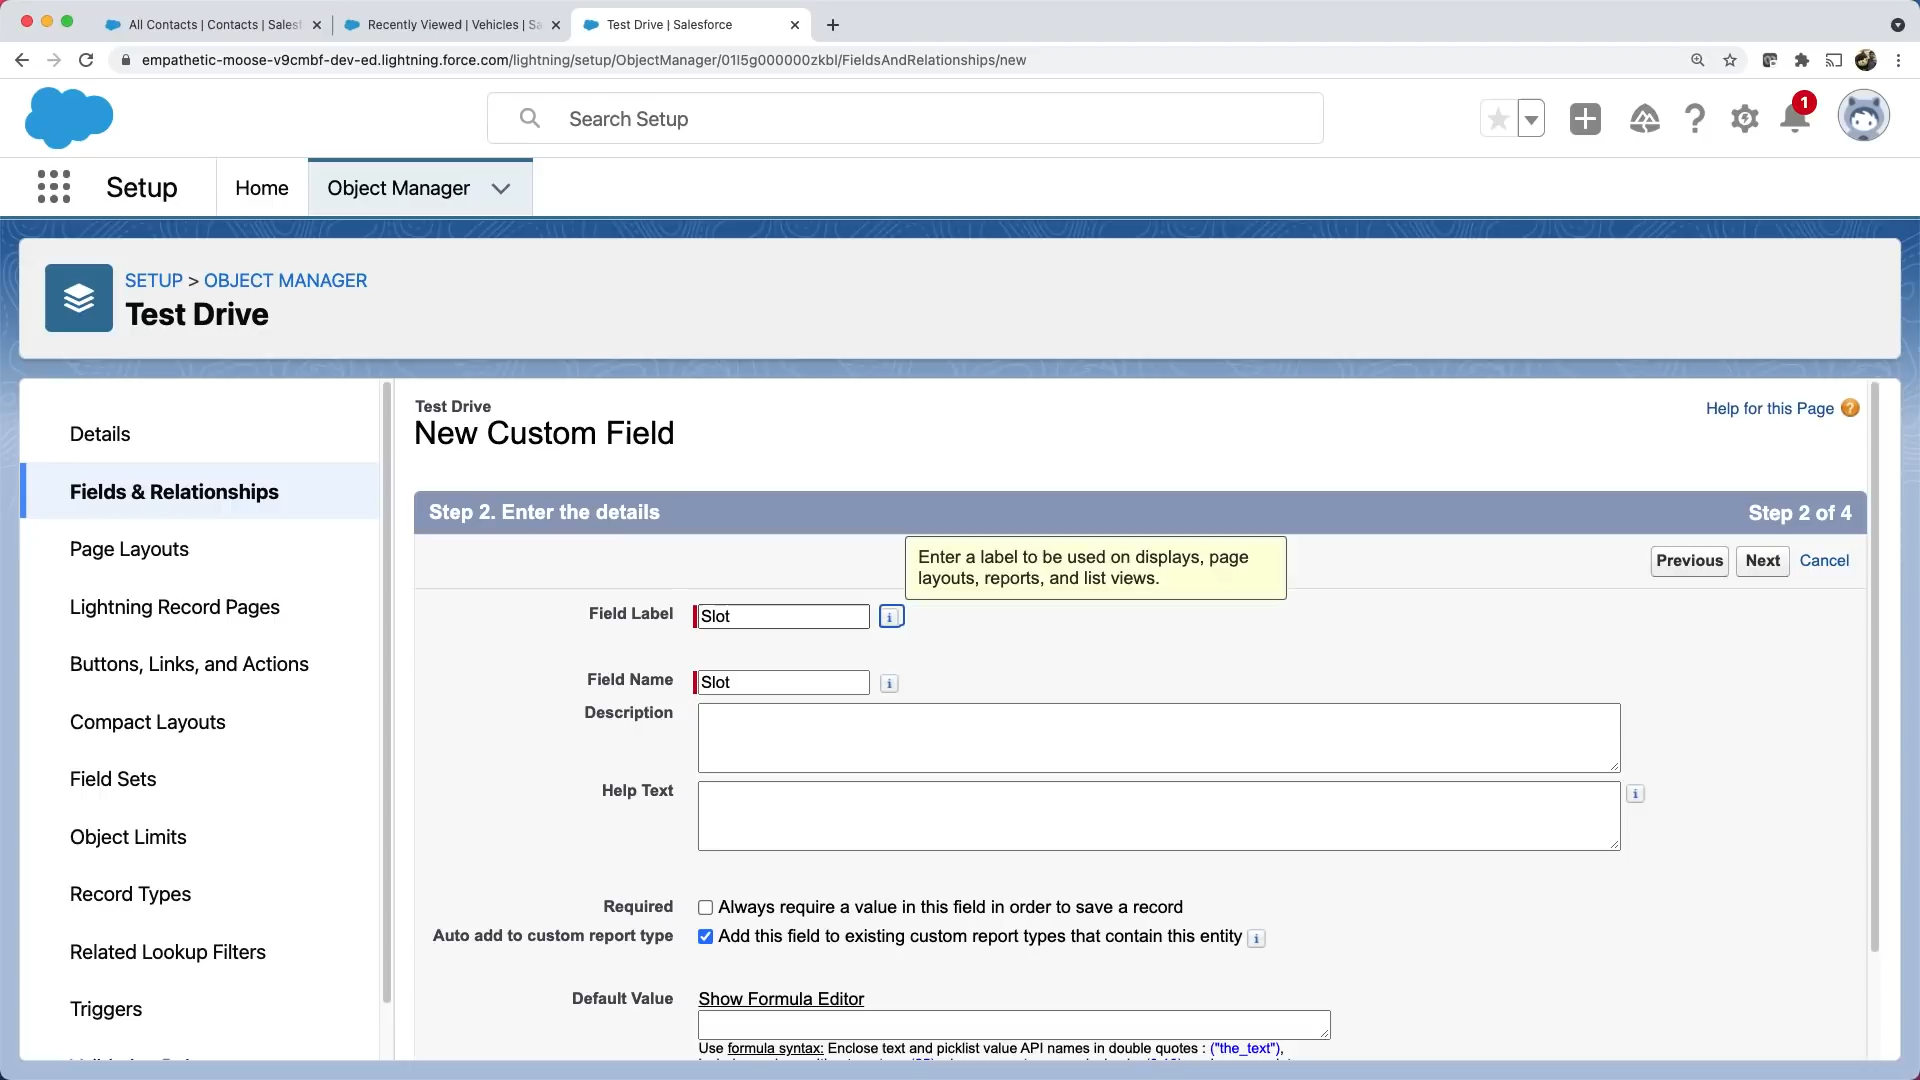 All Contacts | Contacts | Salesf
Recently Viewed | Vehicles | Sa
Test Drive | Salesforce
empathetic-moose-v9cmbf-dev-ed.lightning.force.com/lightning/setup/ObjectManager/01I5g000000zkbl/FieldsAndRelationships/new
Search Setup
1
Setup
Home
Object Manager
SETUP > OBJECT MANAGER
Test Drive
Details
Fields & Relationships
Page Layouts
Lightning Record Pages
Buttons, Links, and Actions
Compact Layouts
Field Sets
Object Limits
Record Types
Related Lookup Filters
Triggers
Test Drive
Help for this Page ?
New Custom Field
Step 2. Enter the details
Step 2 of 4
Enter a label to be used on displays, page
layouts, reports, and list views.
Previous Next Cancel
Field Label Slot i
Field Name Slot i
Description
Help Text i
Required Always require a value in this field in order to save a record
Auto add to custom report type Add this field to existing custom report types that contain this entity i
Default Value Show Formula Editor
Use formula syntax: Enclose text and picklist value API names in double quotes : ("the_text"),